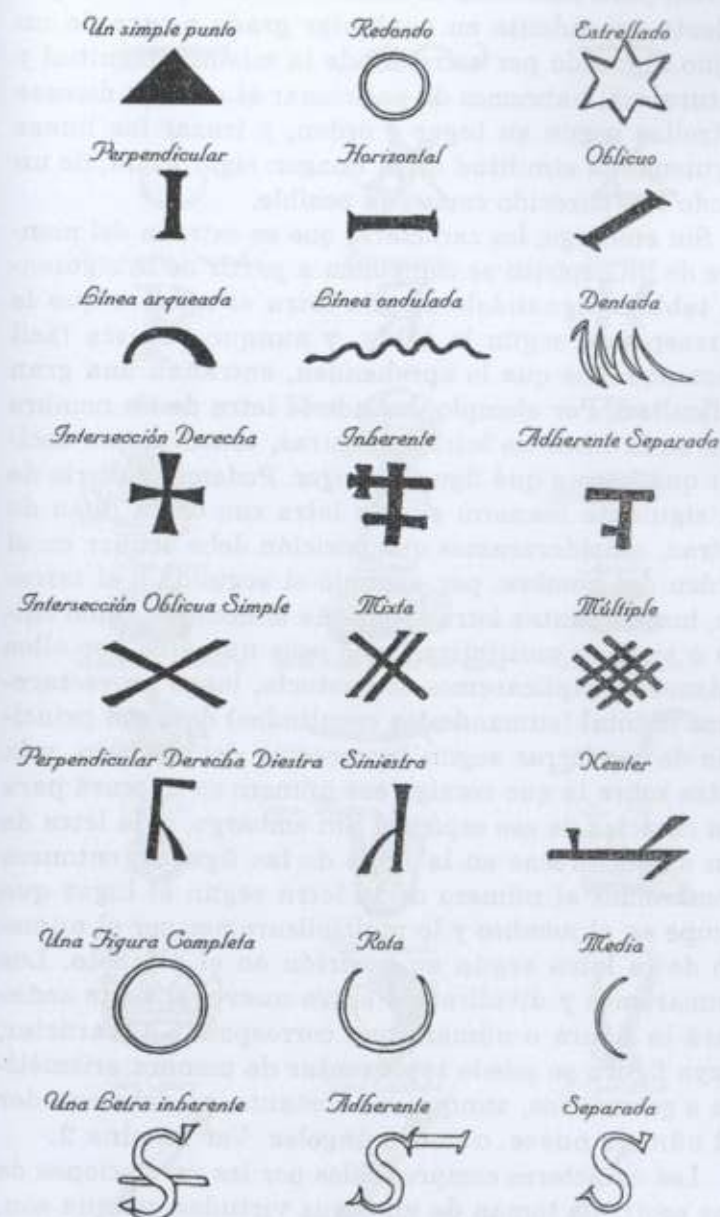 Un simple punto Redondo Estrellado
Perpendicular Horizontal Oblicuo
Línea arqueada Línea ondulada Dentada
Intersección Derecha Inherente Adherente Separada
Intersección Oblicua Simple Mixta Múltiple
Perpendicular Derecha Diestra Siniestra Neuter
Una Figura Completa Rota Media
Una Letra inherente Adherente Separada